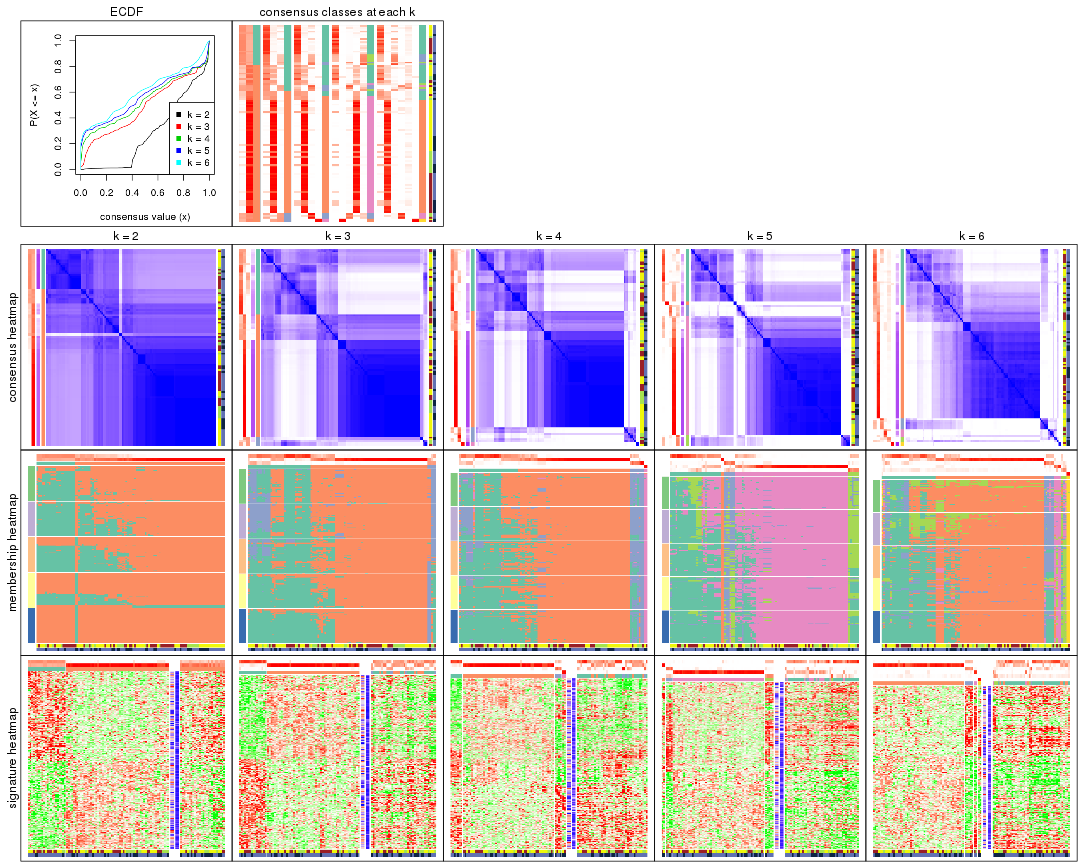 ECDF
consensus classes at each k
P(X <= x)
0.0 0.2 0.4 0.6 0.8 1.0
k = 2
k = 3
k = 4
k = 5
k = 6
0.0 0.2 0.4 0.6 0.8 1.0
consensus value (x)
k = 2
k = 3
k = 4
k = 5
k = 6
consensus heatmap
membership heatmap
signature heatmap